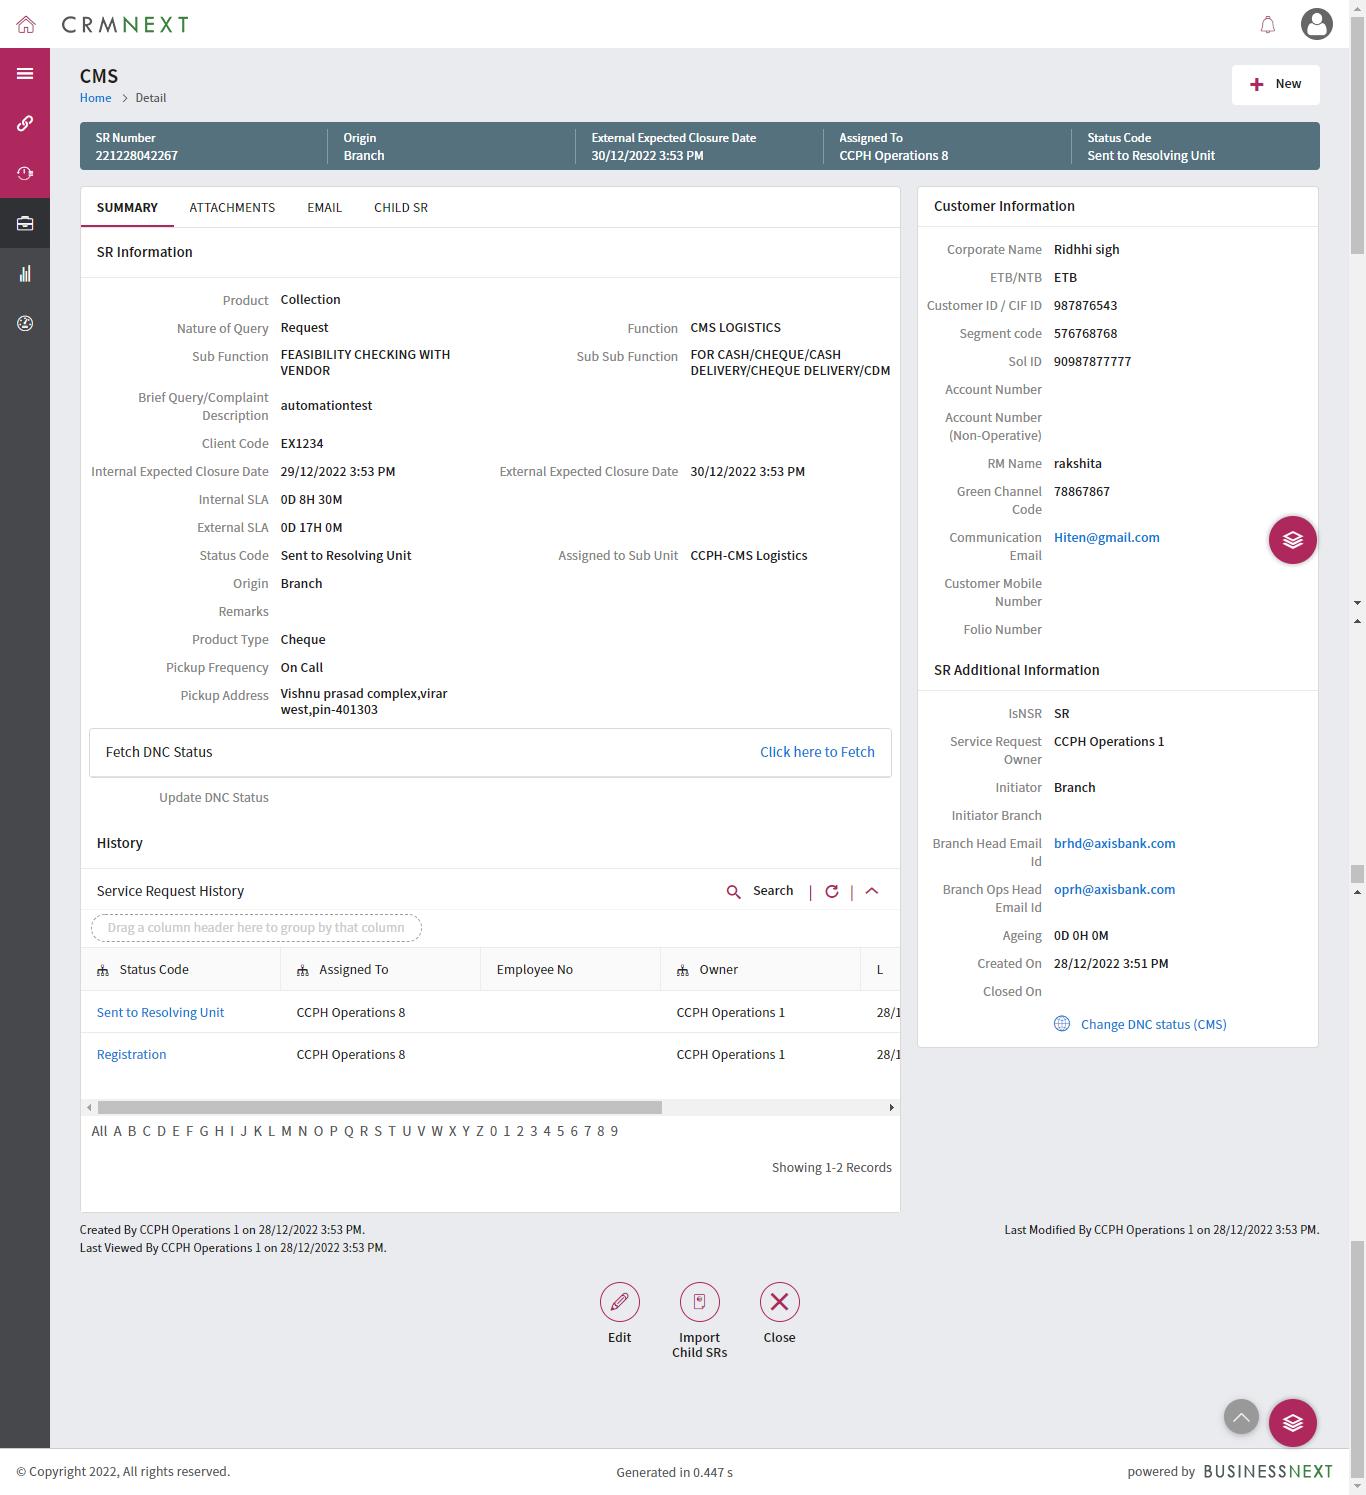 CRMNEXT
CMS
Home > Detail
New
SR Number
221228042267
Origin
Branch
External Expected Closure Date
30/12/2022 3:53 PM
Assigned To
CCPH Operations 8
Status Code
Sent to Resolving Unit
SUMMARY ATTACHMENTS EMAIL CHILD SR
SR Information
Product Collection
Nature of Query Request
Function CMS LOGISTICS
Sub Function FEASIBILITY CHECKING WITH
VENDOR
Sub Sub Function FOR CASH/CHEQUE/CASH
DELIVERY/CHEQUE DELIVERY/CDM
Brief Query/Complaint
Description
automationtest
Client Code EX1234
Internal Expected Closure Date 29/12/2022 3:53 PM
External Expected Closure Date 30/12/2022 3:53 PM
Internal SLA 0D 8H 30M
External SLA 0D 17H 0M
Status Code Sent to Resolving Unit
Assigned to Sub Unit CCPH-CMS Logistics
Origin Branch
Remarks
Product Type Cheque
Pickup Frequency On Call
Pickup Address Vishnu prasad complex,virar
west,pin-401303
Fetch DNC Status Click here to Fetch
Update DNC Status
History
Service Request History Search
Drag a column header here to group by that column
Status Code Assigned To Employee No Owner L
Sent to Resolving Unit CCPH Operations 8 CCPH Operations 1 28/1
Registration CCPH Operations 8 CCPH Operations 1 28/1
All A B C D E F G H I J K L M N O P Q R S T U V W X Y Z 0 1 2 3 4 5 6 7 8 9
Showing 1-2 Records
Customer Information
Corporate Name Ridhhi sigh
ETB/NTB ETB
Customer ID / CIF ID 987876543
Segment code 576768768
Sol ID 90987877777
Account Number
Account Number
(Non-Operative)
RM Name rakshita
Green Channel
Code
78867867
Communication
Email
Hiten@gmail.com
Customer Mobile
Number
Folio Number
SR Additional Information
IsNSR SR
Service Request
Owner
CCPH Operations 1
Initiator Branch
Initiator Branch
Branch Head Email
Id
brhd@axisbank.com
Branch Ops Head
Email Id
oprh@axisbank.com
Ageing 0D 0H 0M
Created On 28/12/2022 3:51 PM
Closed On
Change DNC status (CMS)
Created By CCPH Operations 1 on 28/12/2022 3:53 PM.
Last Modified By CCPH Operations 1 on 28/12/2022 3:53 PM.
Last Viewed By CCPH Operations 1 on 28/12/2022 3:53 PM.
Edit
Import
Child SRs
Close
© Copyright 2022, All rights reserved.
Generated in 0.447 s
powered by BUSINESSNEXT